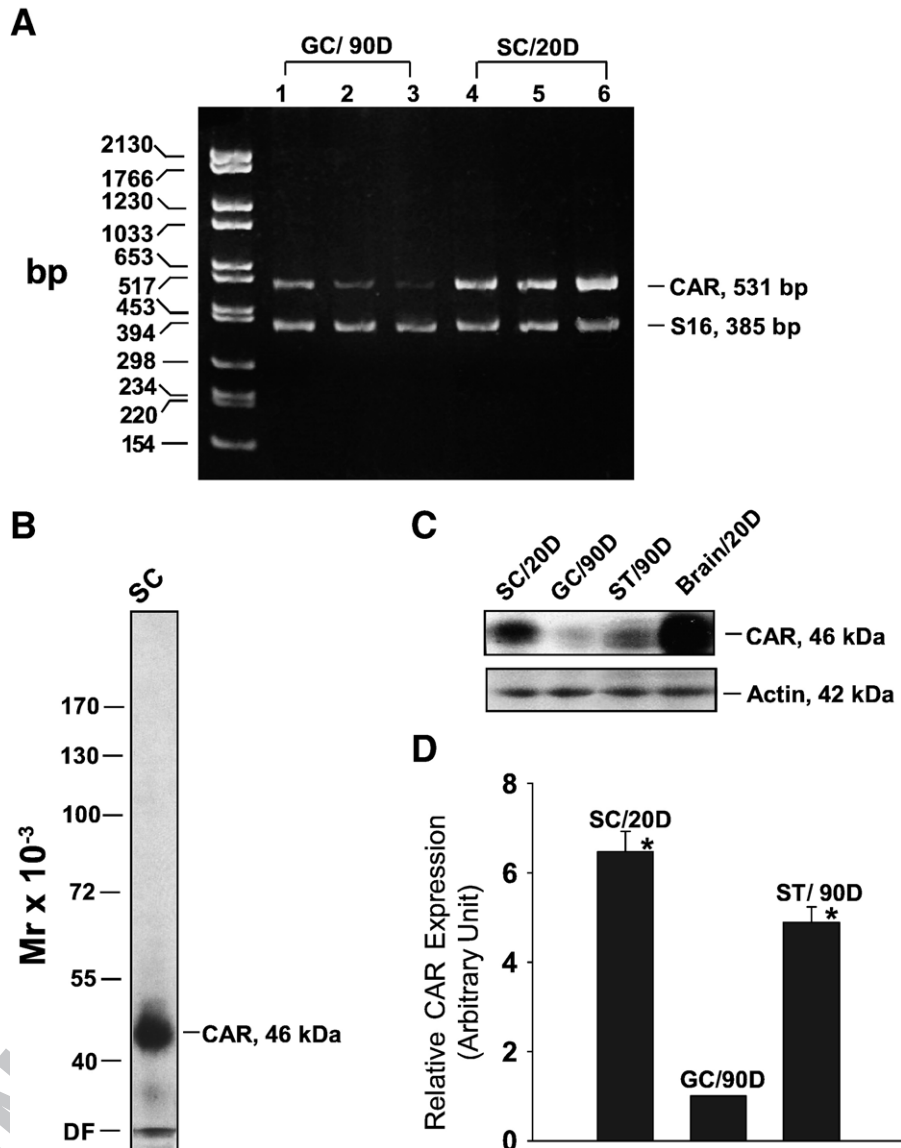 A
GC/ 90D
SC/20D
1 2 3 4 5 6
2130
1766
1230
1033
653
bp
517
453
394
298
234
220
154
CAR, 531 bp
S16, 385 bp
B
SC
Mr x 10-3
170
130
100
72
55
40
DF
CAR, 46 kDa
C
SC/20D GC/90D ST/90D Brain/20D
CAR, 46 kDa
Actin, 42 kDa
D
Relative CAR Expression
(Arbitrary Unit)
8
6
4
2
0
SC/20D
*
GC/90D
ST/ 90D
*